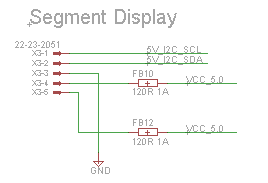 Segment Display
22-23-2051
X3-1 5V_I2C_SCL
X3-2 5V_I2C_SDA
X3-3
X3-4 FB10 VCC_5.0
X3-5 120R 1A
FB12 VCC_5.0
120R 1A
GND